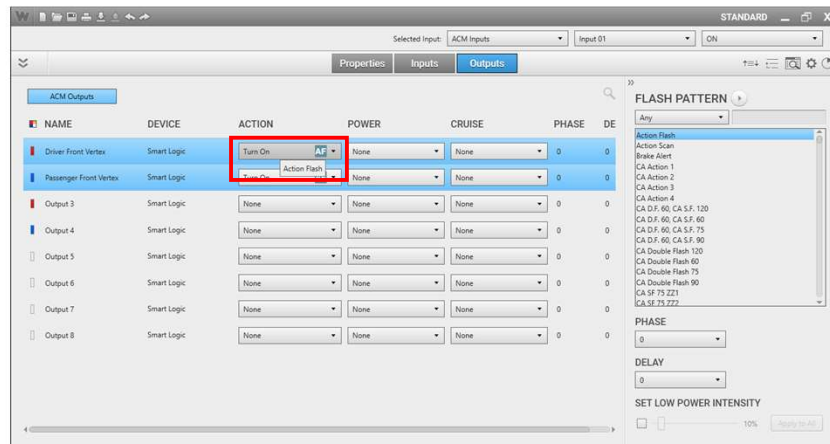 W STANDARD
Selected Input: ACM Inputs Input 01 ON
Properties Inputs Outputs
ACM Outputs
NAME DEVICE ACTION POWER CRUISE PHASE DE
Driver Front Vertex Smart Logic Turn On AF None None 0 0
Action Flash
Passenger Front Vertex Smart Logic Turn On None None 0 0
Output 3 Smart Logic None None None 0 0
Output 4 Smart Logic None None None 0 0
Output 5 Smart Logic None None None 0 0
Output 6 Smart Logic None None None 0 0
Output 7 Smart Logic None None None 0 0
Output 8 Smart Logic None None None 0 0
FLASH PATTERN
Any
Action Flash
Action Scan
Brake Alert
CA Action 1
CA Action 2
CA Action 3
CA Action 4
CA D.F. 60, CA S.F. 120
CA D.F. 60, CA S.F. 60
CA D.F. 60, CA S.F. 75
CA D.F. 60, CA S.F. 90
CA Double Flash 120
CA Double Flash 60
CA Double Flash 75
CA Double Flash 90
CA SF 75 ZZ1
CA SF 75 ZZ2
PHASE
0
DELAY
0
SET LOW POWER INTENSITY
10% Apply to All